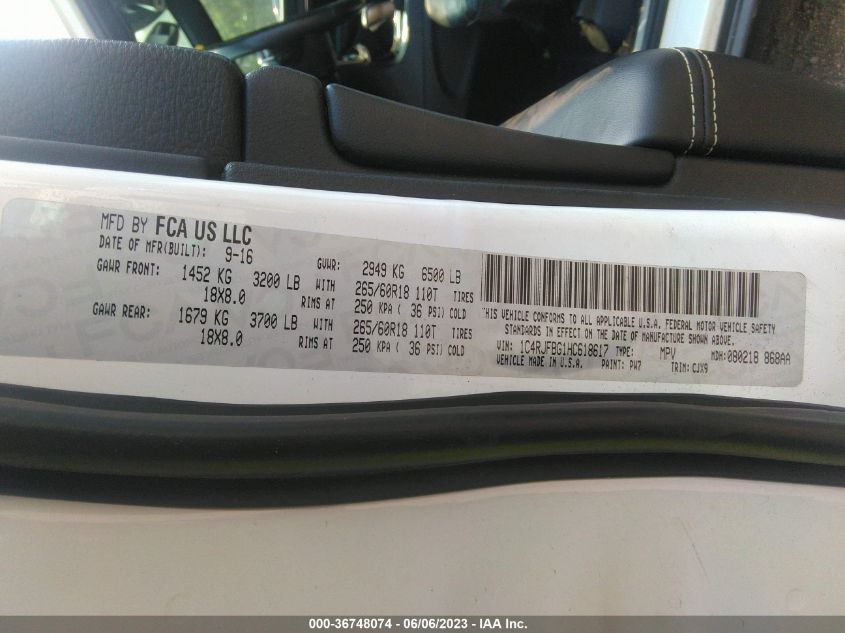 MFD BY FCA US LLC
DATE OF MFR(BUILT): 9-16 GVWR: 2949 KG 6500 LB
GAWR FRONT: 1452 KG 3200 LB WITH 265/60R18 110T TIRES
18X8.0 RIMS AT 250 KPA ( 36 PSI) COLD
GAWR REAR: 1679 KG 3700 LB WITH 265/60R18 110T TIRES
18X8.0 RIMS AT 250 KPA ( 36 PSI) COLD
THIS VEHICLE CONFORMS TO ALL APPLICABLE U.S.A. FEDERAL MOTOR VEHICLE SAFETY
STANDARDS IN EFFECT ON THE DATE OF MANUFACTURE SHOWN ABOVE.
VIN: 1C4RJFBG1HC618617 TYPE: MPV MDH: 090218 868AA
VEHICLE MADE IN U.S.A. PAINT: PW7 TRIM: CJX9
000-36748074 - 06/06/2023 - IAA Inc.